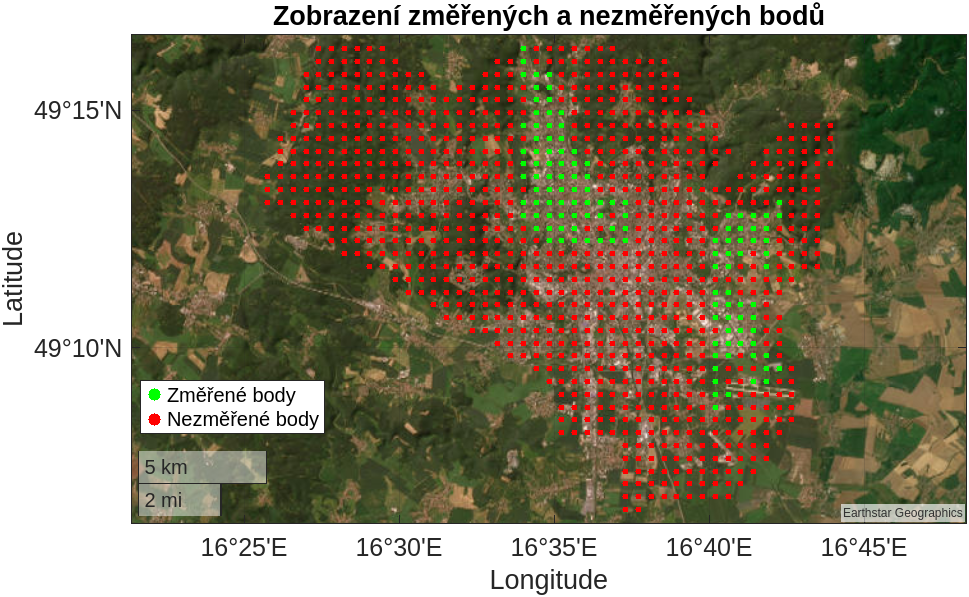 Zobrazení změřených a nezměřených bodů
49°15'N
49°10'N
Latitude
Změřené body
Nezměřené body
5 km
2 mi
Earthstar Geographics
16°25'E 16°30'E 16°35'E 16°40'E 16°45'E
Longitude